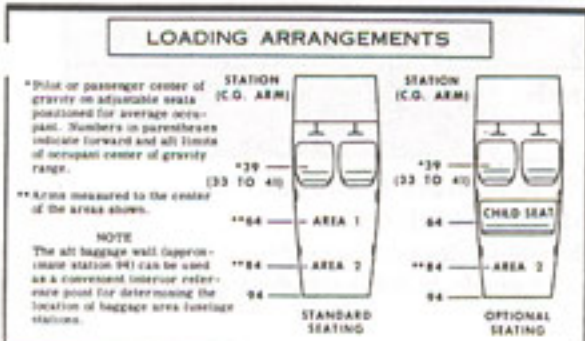 LOADING ARRANGEMENTS
*Pilot or passenger center of
gravity on adjustable seats
positioned for average occu-
pant. Numbers in parentheses
indicate forward and aft limits
of occupant center of gravity
range.
**Arms measured to the center
of the areas shown.
NOTE
The aft baggage wall (approx-
imate station 94) can be used
as a convenient interior refer-
ence point for determining the
location of baggage area fuselage
stations.
STATION
(C.G. ARM)
*39
(33 TO 41)
**64
AREA 1
**84
AREA 2
94
STANDARD
SEATING
STATION
(C.G. ARM)
*39
(33 TO 41)
64
CHILD SEAT
**84
AREA 2
94
OPTIONAL
SEATING